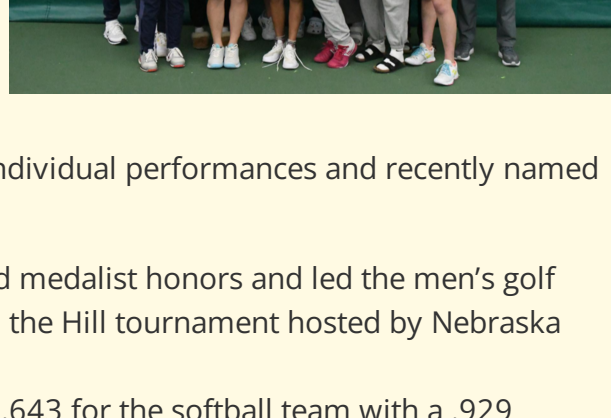 ndividual performances and recently named
d medalist honors and led the men’s golf
the Hill tournament hosted by Nebraska
.643 for the softball team with a .929